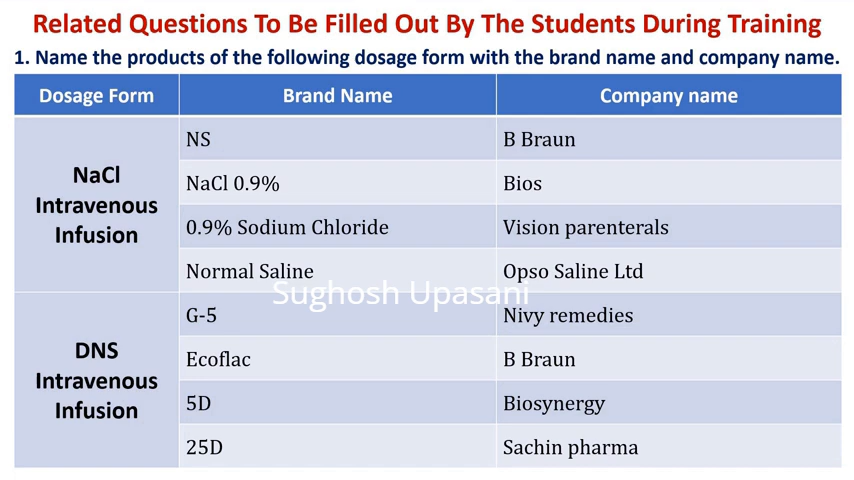 Related Questions To Be Filled Out By The Students During Training
1. Name the products of the following dosage form with the brand name and company name.
Dosage Form Brand Name Company name
NaCl
Intravenous
Infusion
NS B Braun
NaCl 0.9% Bios
0.9% Sodium Chloride Vision parenterals
Normal Saline Opso Saline Ltd
Sughosh Upasani
DNS
Intravenous
Infusion
G-5 Nivy remedies
Ecoflac B Braun
5D Biosynergy
25D Sachin pharma